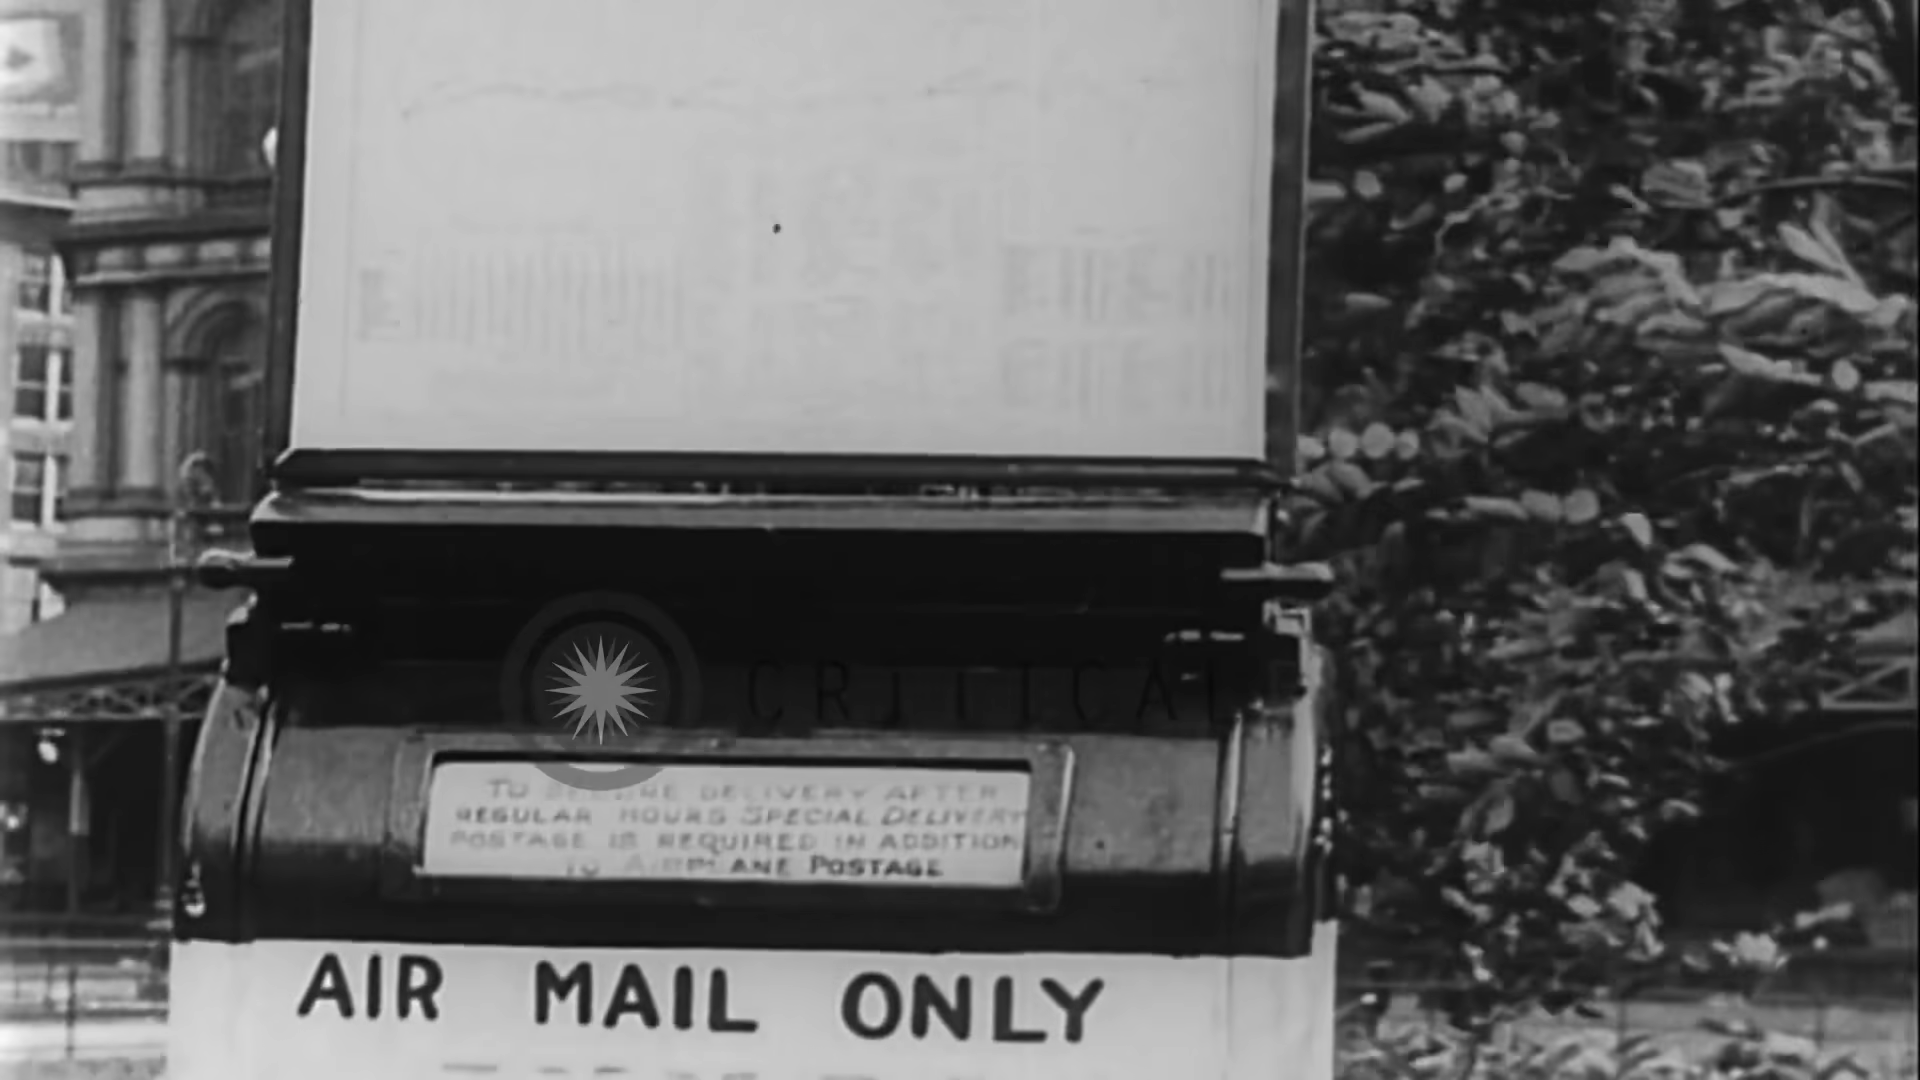 CRITICAL
TO SECURE DELIVERY AFTER
REGULAR HOURS SPECIAL DELIVERY
POSTAGE IS REQUIRED IN ADDITION
TO AIRPLANE POSTAGE
AIR MAIL ONLY